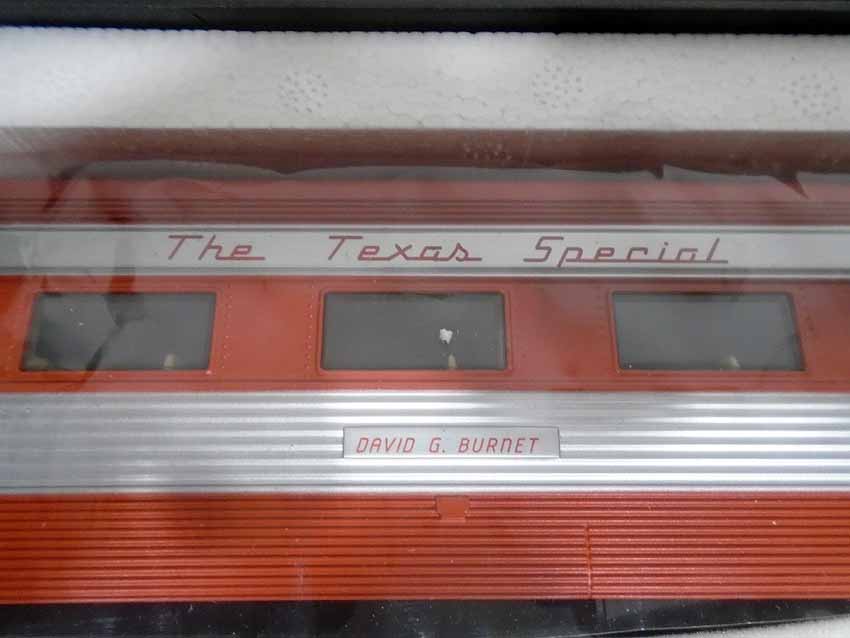 The Texas Special
DAVID G. BURNET